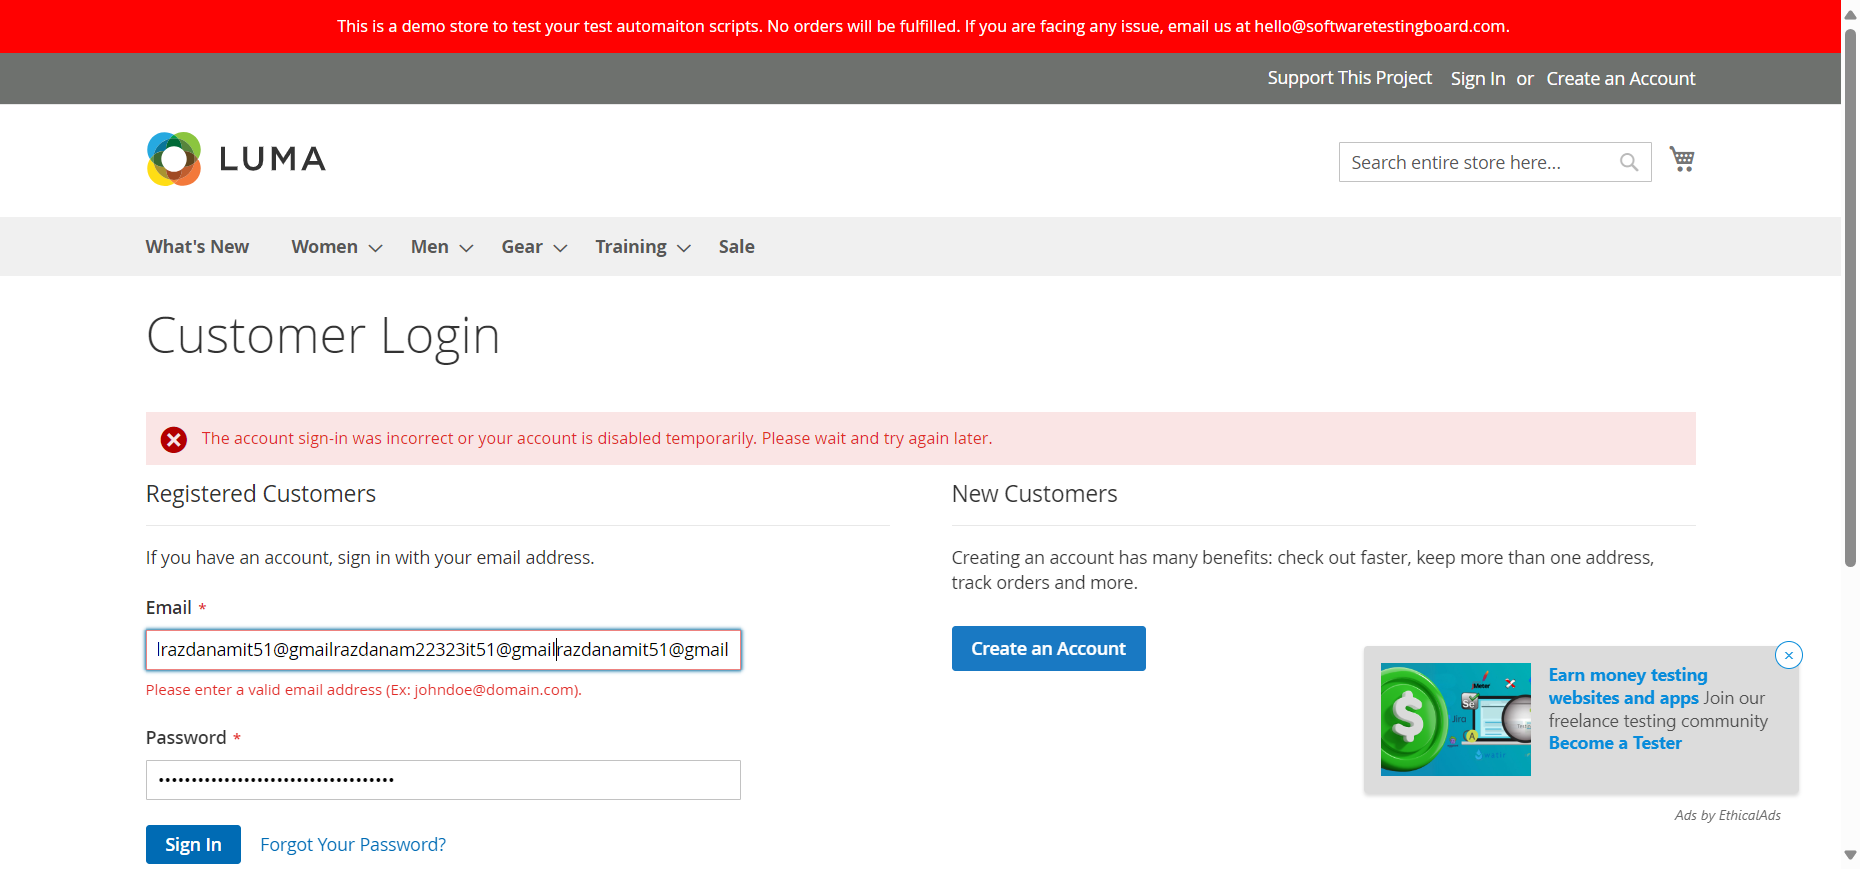 This is a demo store to test your test automaiton scripts. No orders will be fulfilled. If you are facing any issue, email us at hello@softwaretestingboard.com.
Support This Project Sign In or Create an Account
LUMA
Search entire store here...
What's New Women Men Gear Training Sale
Customer Login
The account sign-in was incorrect or your account is disabled temporarily. Please wait and try again later.
Registered Customers
If you have an account, sign in with your email address.
Email *
lrazdanamit51@gmailrazdanam22323it51@gmailrazdanamit51@gmail
Please enter a valid email address (Ex: johndoe@domain.com).
Password *
Sign In Forgot Your Password?
New Customers
Creating an account has many benefits: check out faster, keep more than one address,
track orders and more.
Create an Account
Earn money testing
websites and apps Join our
freelance testing community
Become a Tester
Jira
Se
Ads by EthicalAds